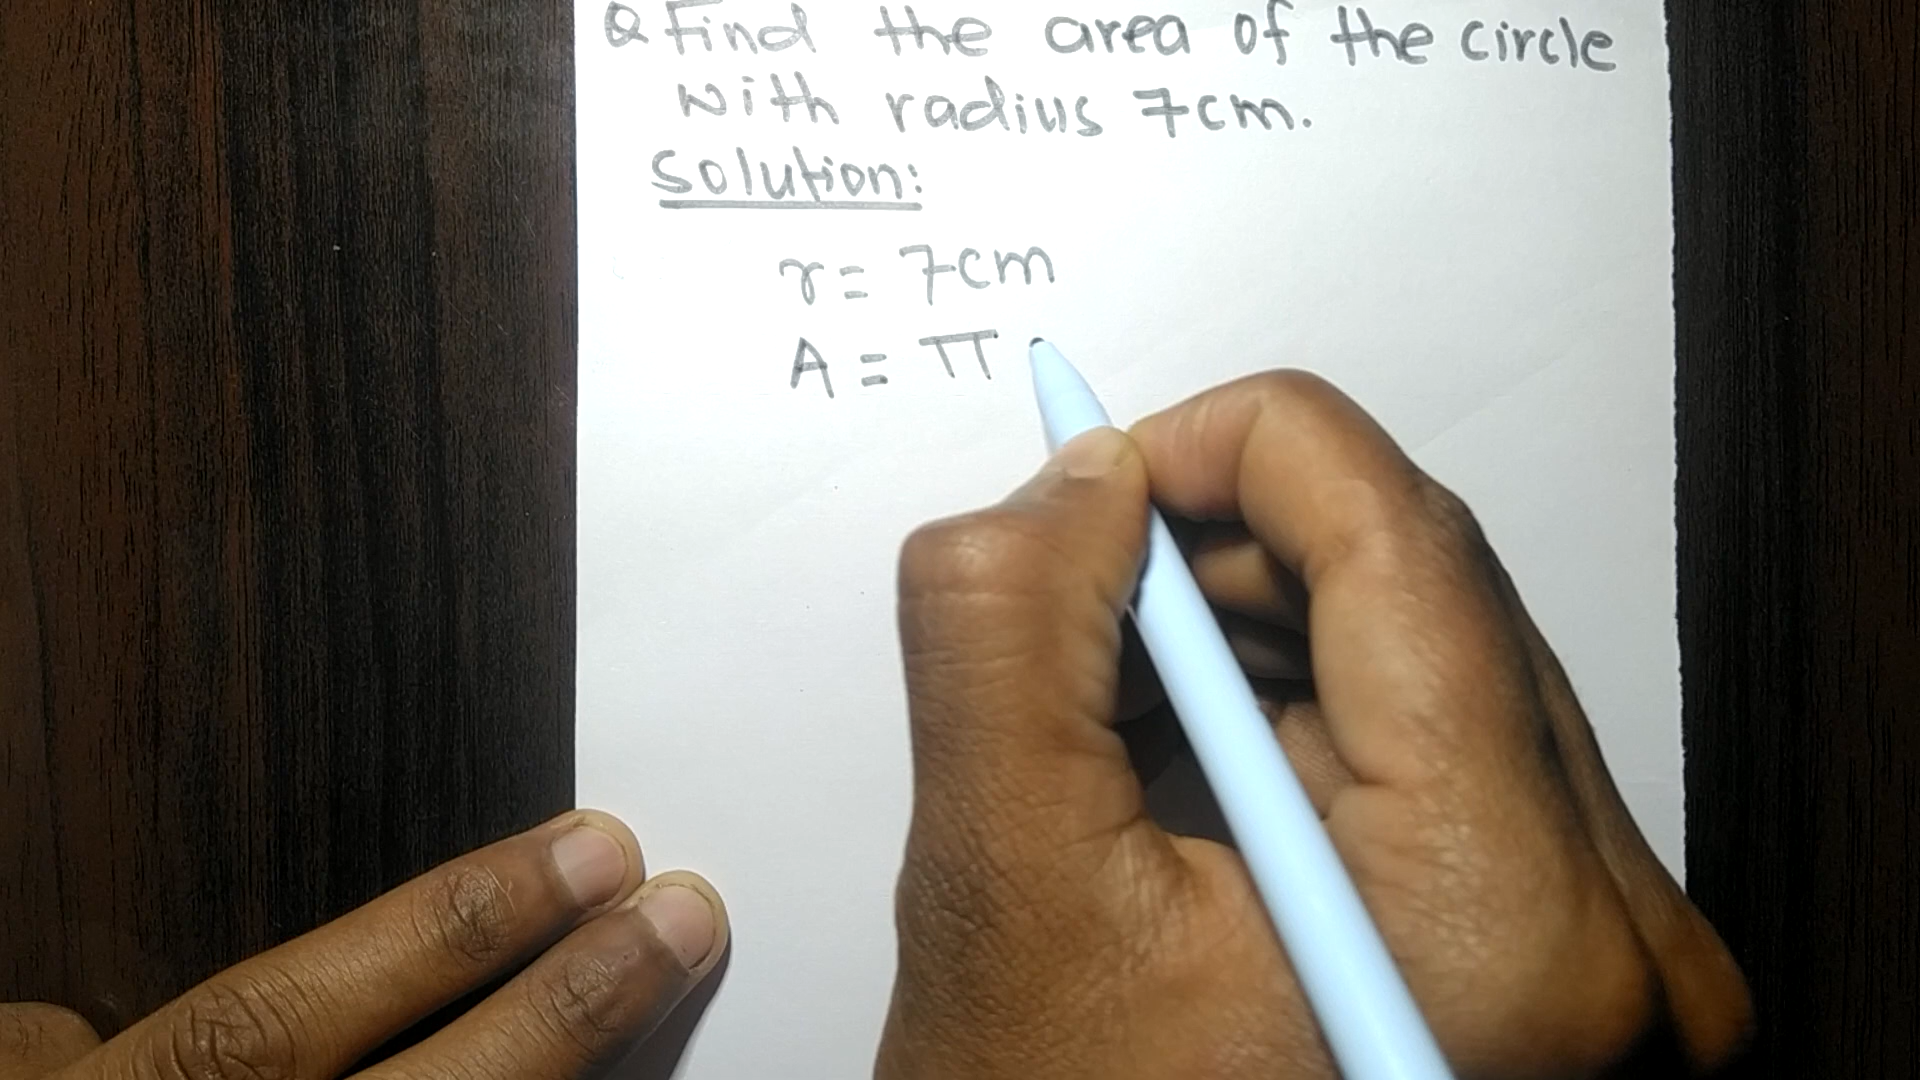 Q Find the area of the circle
with radius 7cm.
Solution:
r = 7cm
A = π